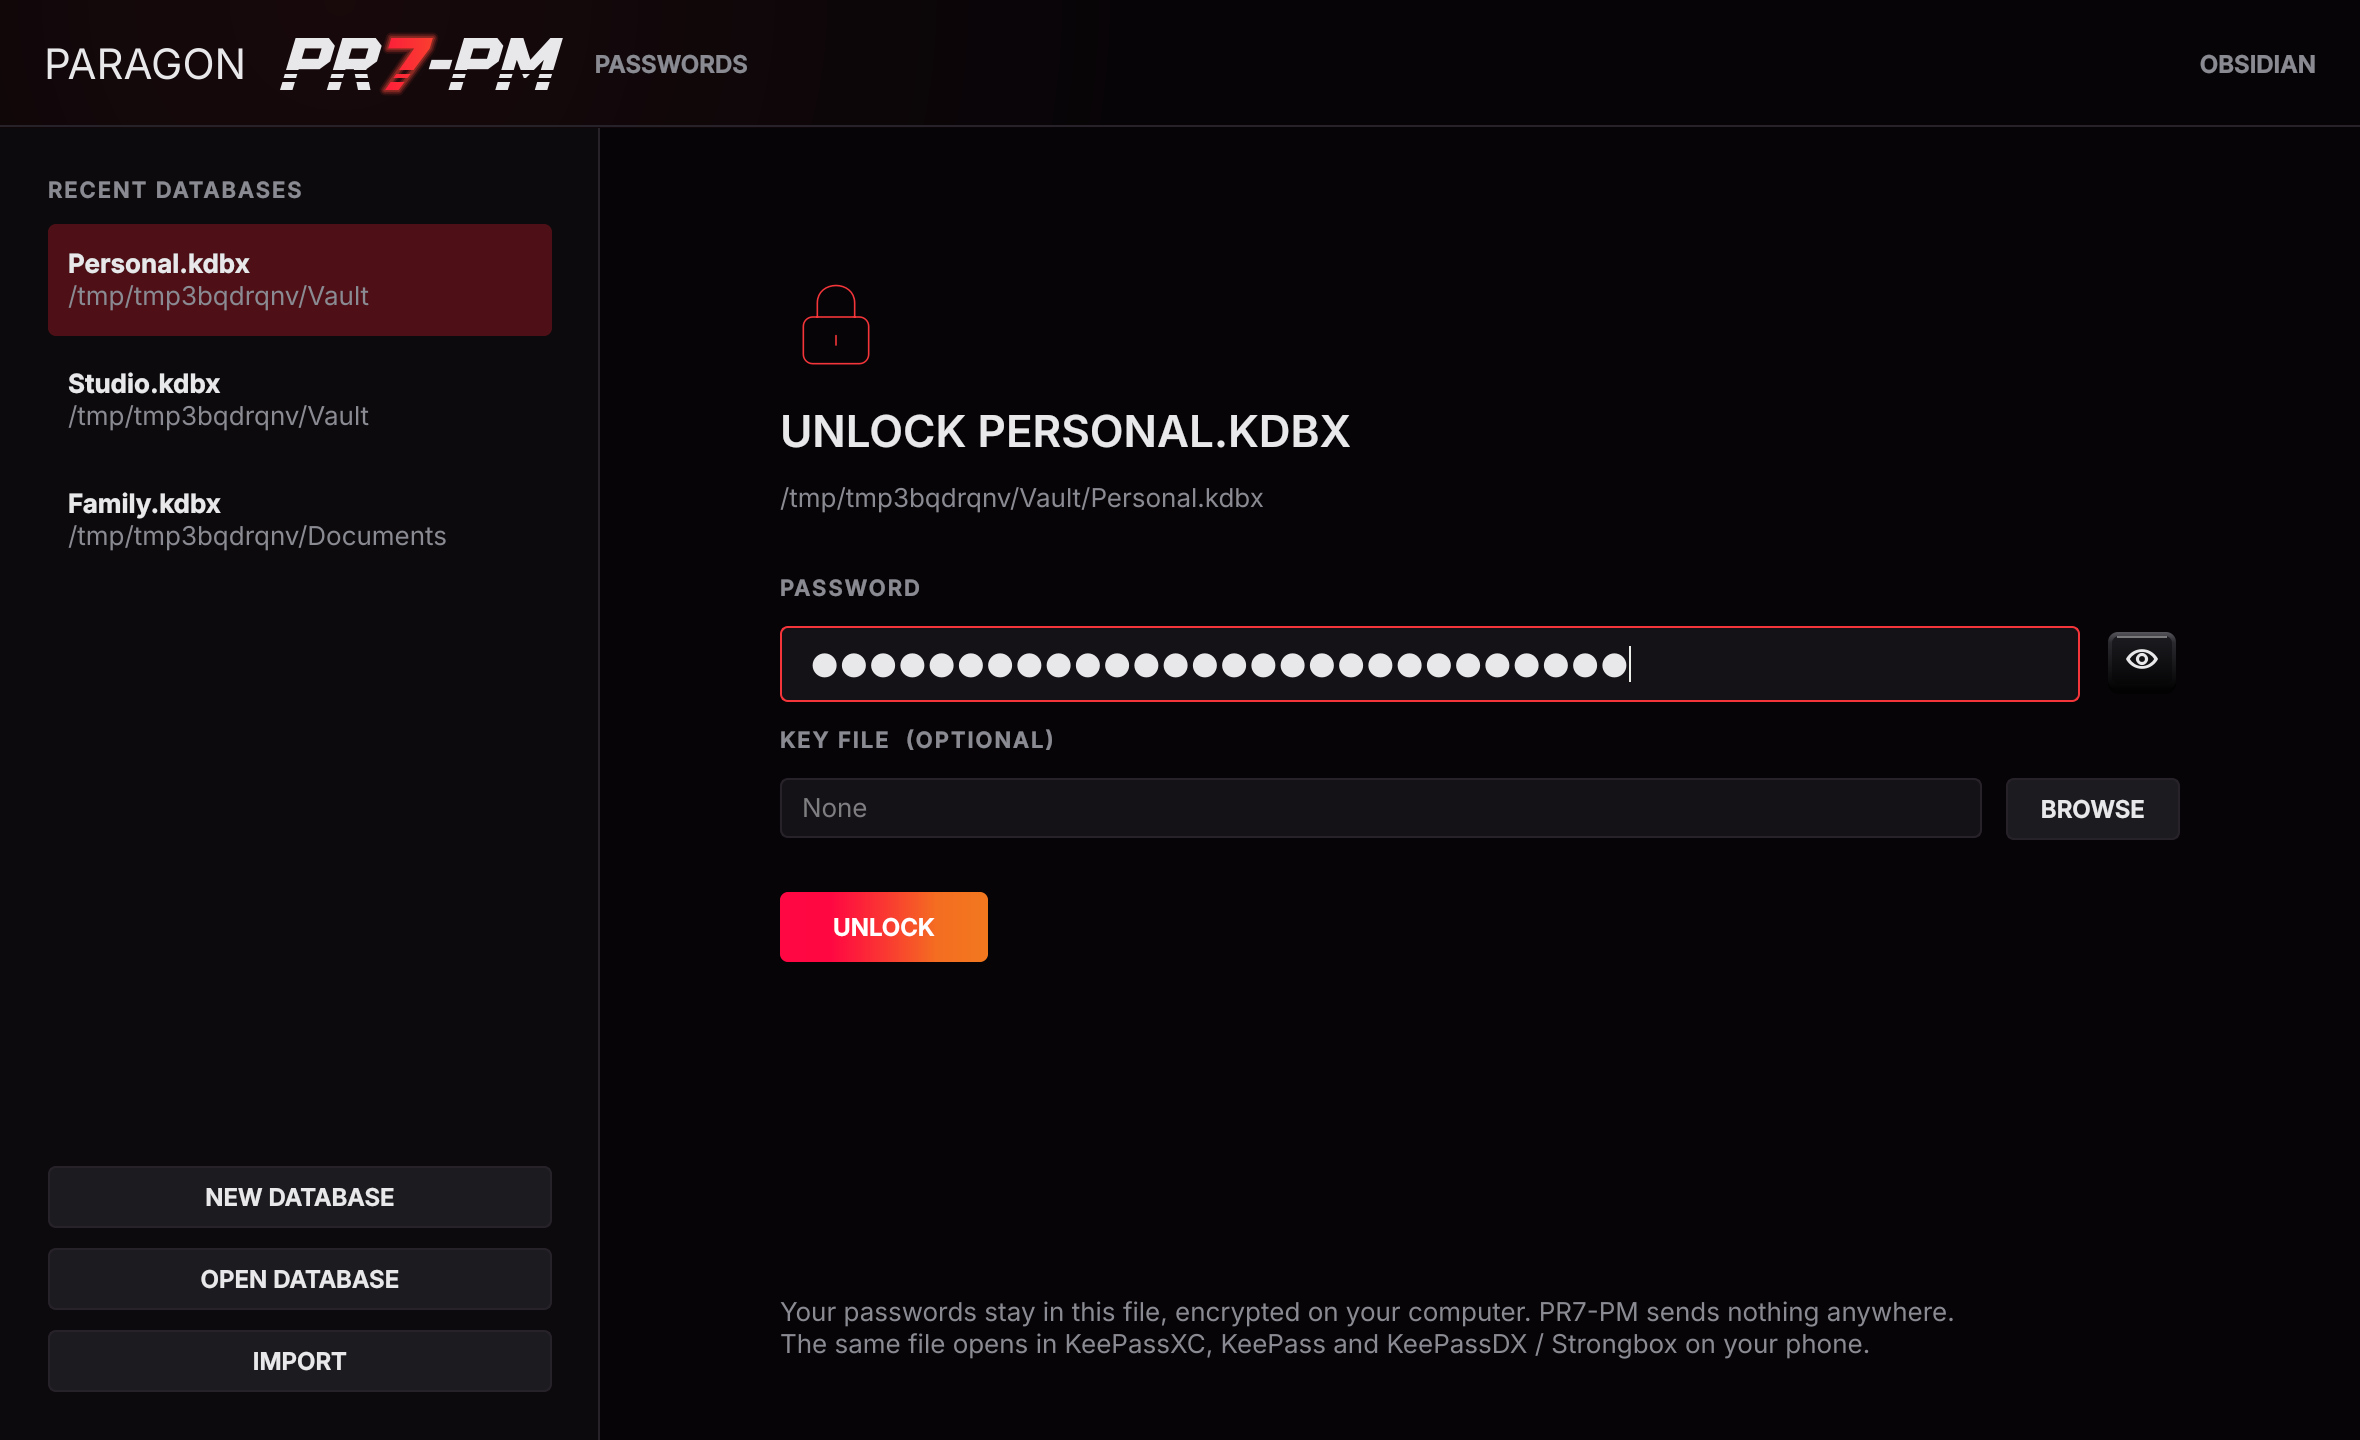 PARAGON PR7-PM PASSWORDS OBSIDIAN
RECENT DATABASES
Personal.kdbx
/tmp/tmp3bqdrqnv/Vault
Studio.kdbx
/tmp/tmp3bqdrqnv/Vault
Family.kdbx
/tmp/tmp3bqdrqnv/Documents
NEW DATABASE
OPEN DATABASE
IMPORT
UNLOCK PERSONAL.KDBX
/tmp/tmp3bqdrqnv/Vault/Personal.kdbx
PASSWORD
KEY FILE (OPTIONAL)
None
BROWSE
UNLOCK
Your passwords stay in this file, encrypted on your computer. PR7-PM sends nothing anywhere.
The same file opens in KeePassXC, KeePass and KeePassDX / Strongbox on your phone.